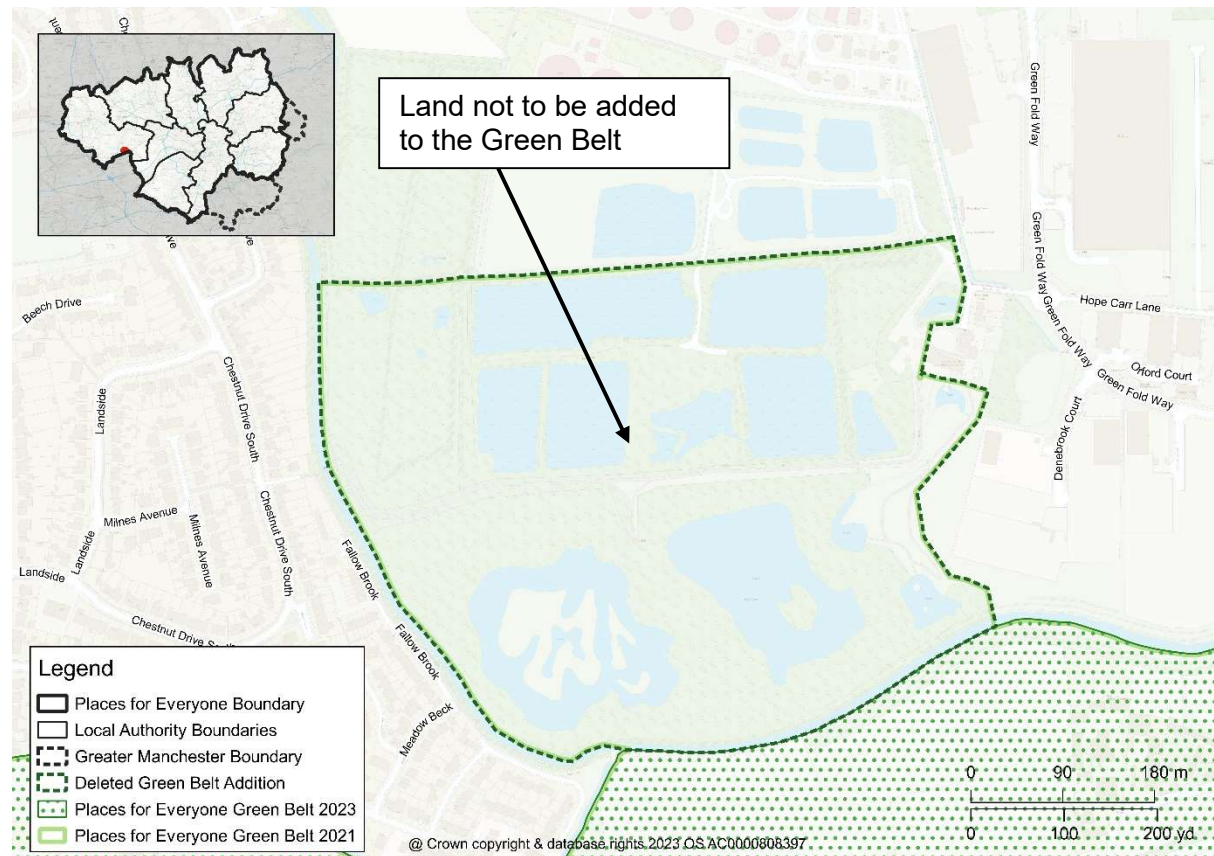 Land not to be added
to the Green Belt
Green Fold Way
Green Fold Way
Green Fold Way
Green Fold Way
Hope Carr Lane
Orford Court
Denebrook Court
Beech Drive
Landside
Chestnut Drive South
Chestnut Drive South
Milnes Avenue
Milnes Avenue
Landside
Landside
Fallow Brook
Fallow Brook
Meadow Beck
Legend
Places for Everyone Boundary
Local Authority Boundaries
Greater Manchester Boundary
Deleted Green Belt Addition
Places for Everyone Green Belt 2023
Places for Everyone Green Belt 2021
0 90 180 m
0 100 200 yd
@ Crown copyright & database rights 2023 OS AC0000808397